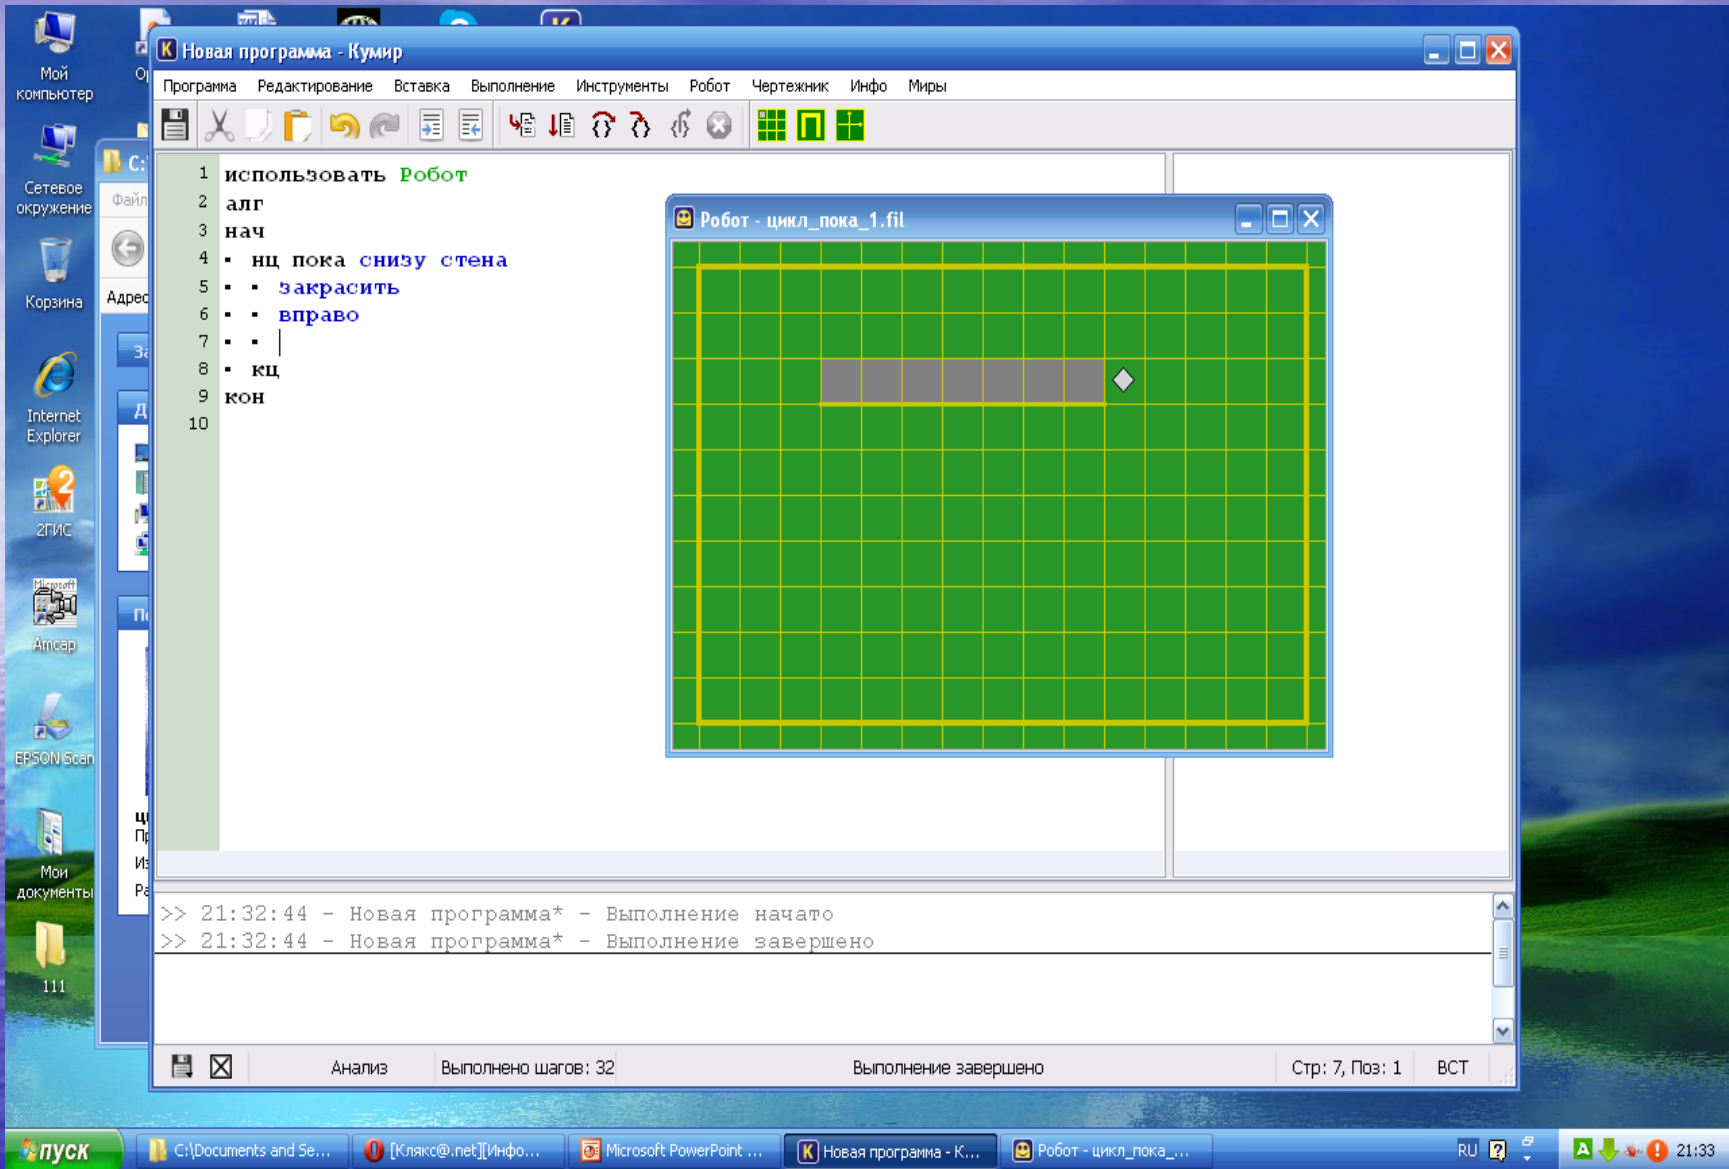 Мой
компьютер
Сетевое
окружение
Корзина
Internet
Explorer
2ГИС
Microsoft
Amcap
EPSON Scan
Мои
документы
111
C:\
Файл
Адрес
Новая программа - Кумир
Программа Редактирование Вставка Выполнение Инструменты Робот Чертежник Инфо Миры
1 использовать Робот
2 алг
3 нач
4 нц пока снизу стена
5 закрасить
6 вправо
7
8 кц
9 кон
10
Робот - цикл_пока_1.fil
>> 21:32:44 - Новая программа* - Выполнение начато
>> 21:32:44 - Новая программа* - Выполнение завершено
Анализ Выполнено шагов: 32 Выполнение завершено Стр: 7, Поз: 1 ВСТ
пуск C:\Documents and Se... [Клякс@.net][Инфо... Microsoft PowerPoint ... Новая программа - К... Робот - цикл_пока_... RU 21:33